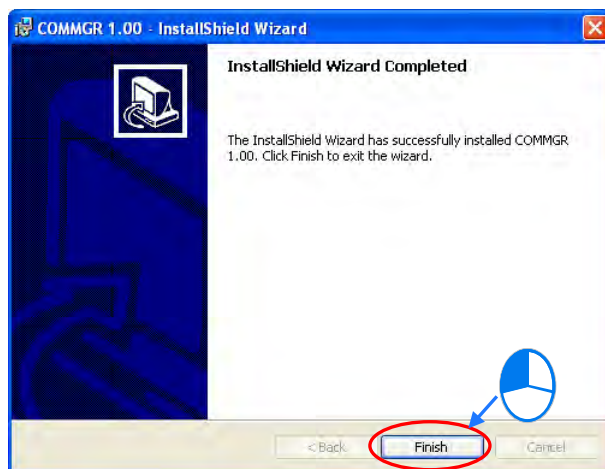 COMMGR 1.00 - InstallShield Wizard
InstallShield Wizard Completed
The InstallShield Wizard has successfully installed COMMGR
1.00. Click Finish to exit the wizard.
< Back Finish Cancel